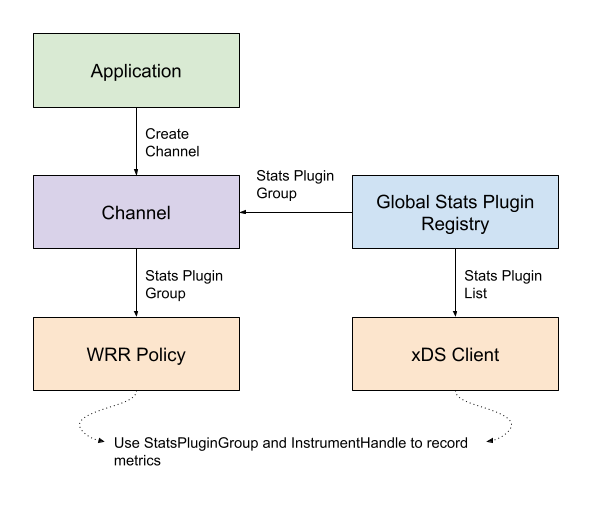 Application
Create
Channel
Stats Plugin
Group
Channel
Global Stats Plugin
Registry
Stats Plugin
Group
Stats Plugin
List
WRR Policy
xDS Client
Use StatsPluginGroup and InstrumentHandle to record
metrics